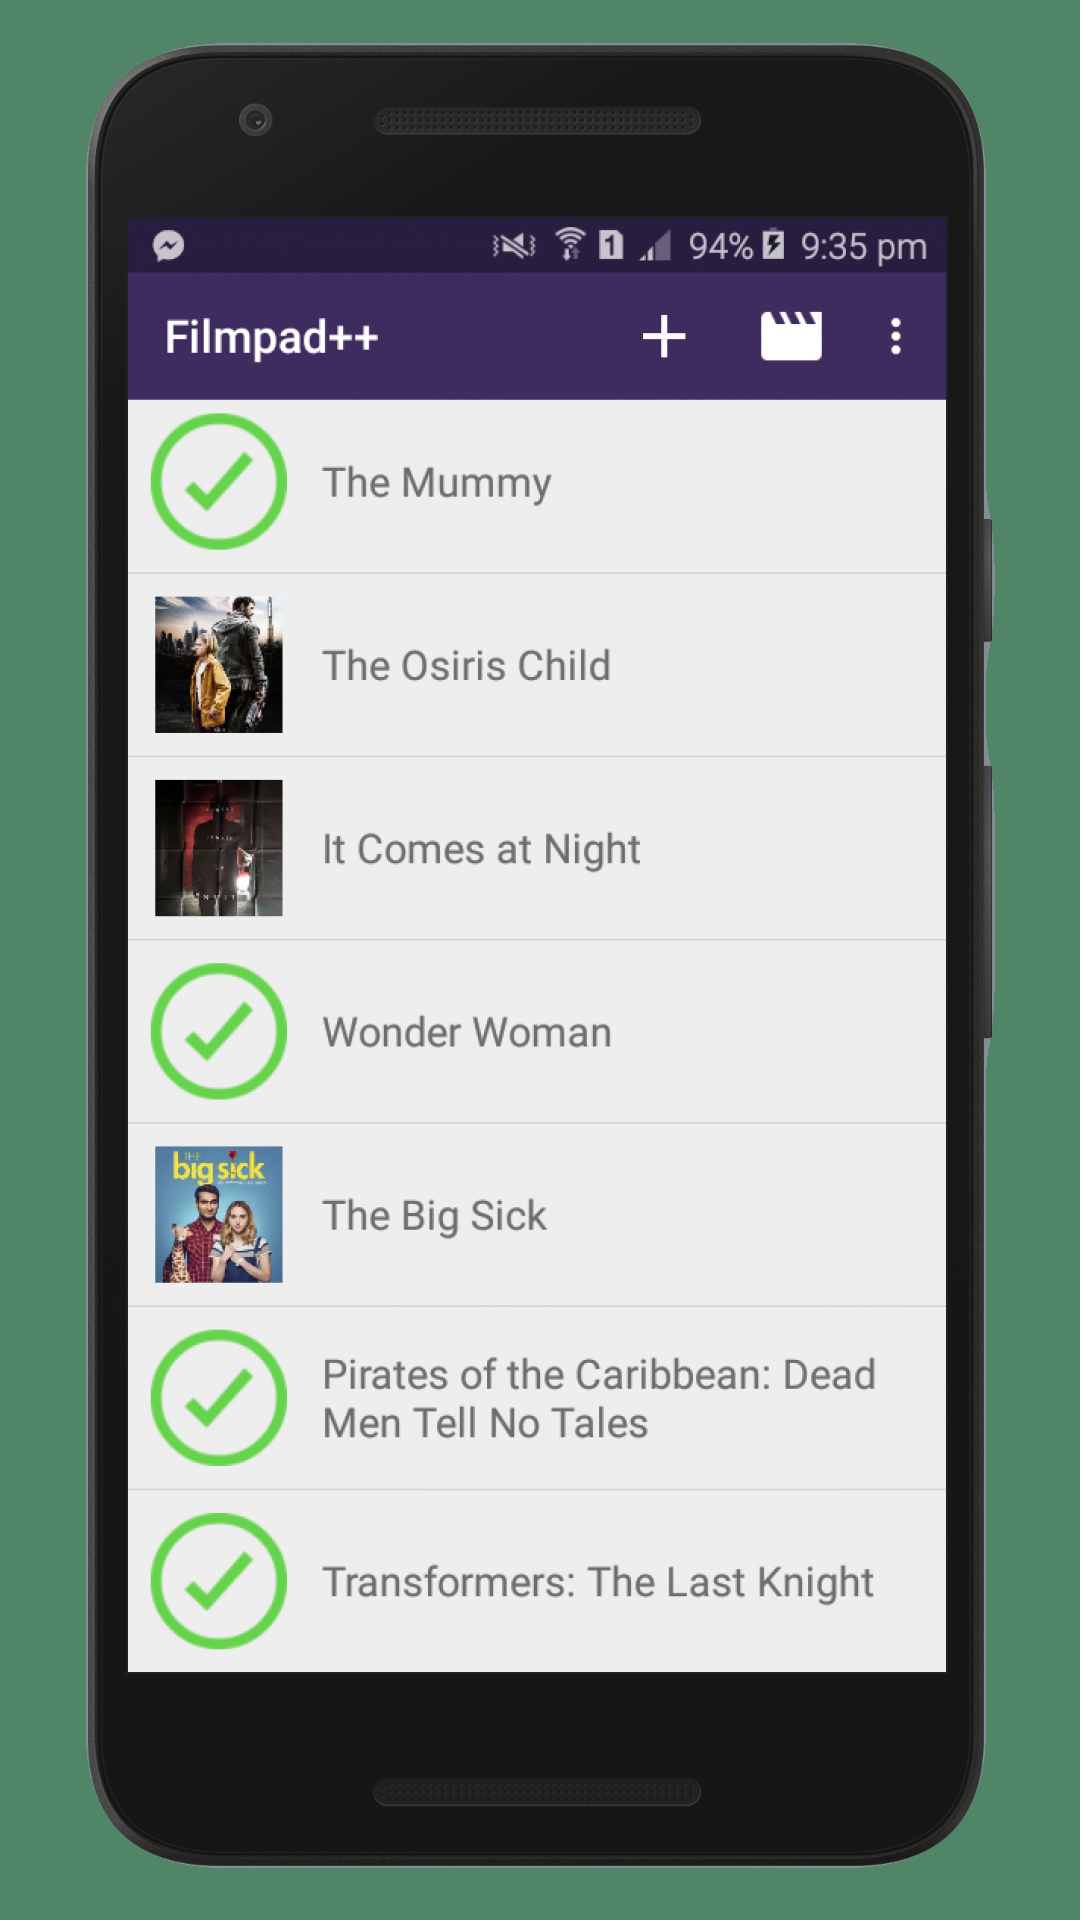 1 94% 9:35 pm
Filmpad++
The Mummy
The Osiris Child
It Comes at Night
Wonder Woman
THE
big sick
The Big Sick
Pirates of the Caribbean: Dead
Men Tell No Tales
Transformers: The Last Knight